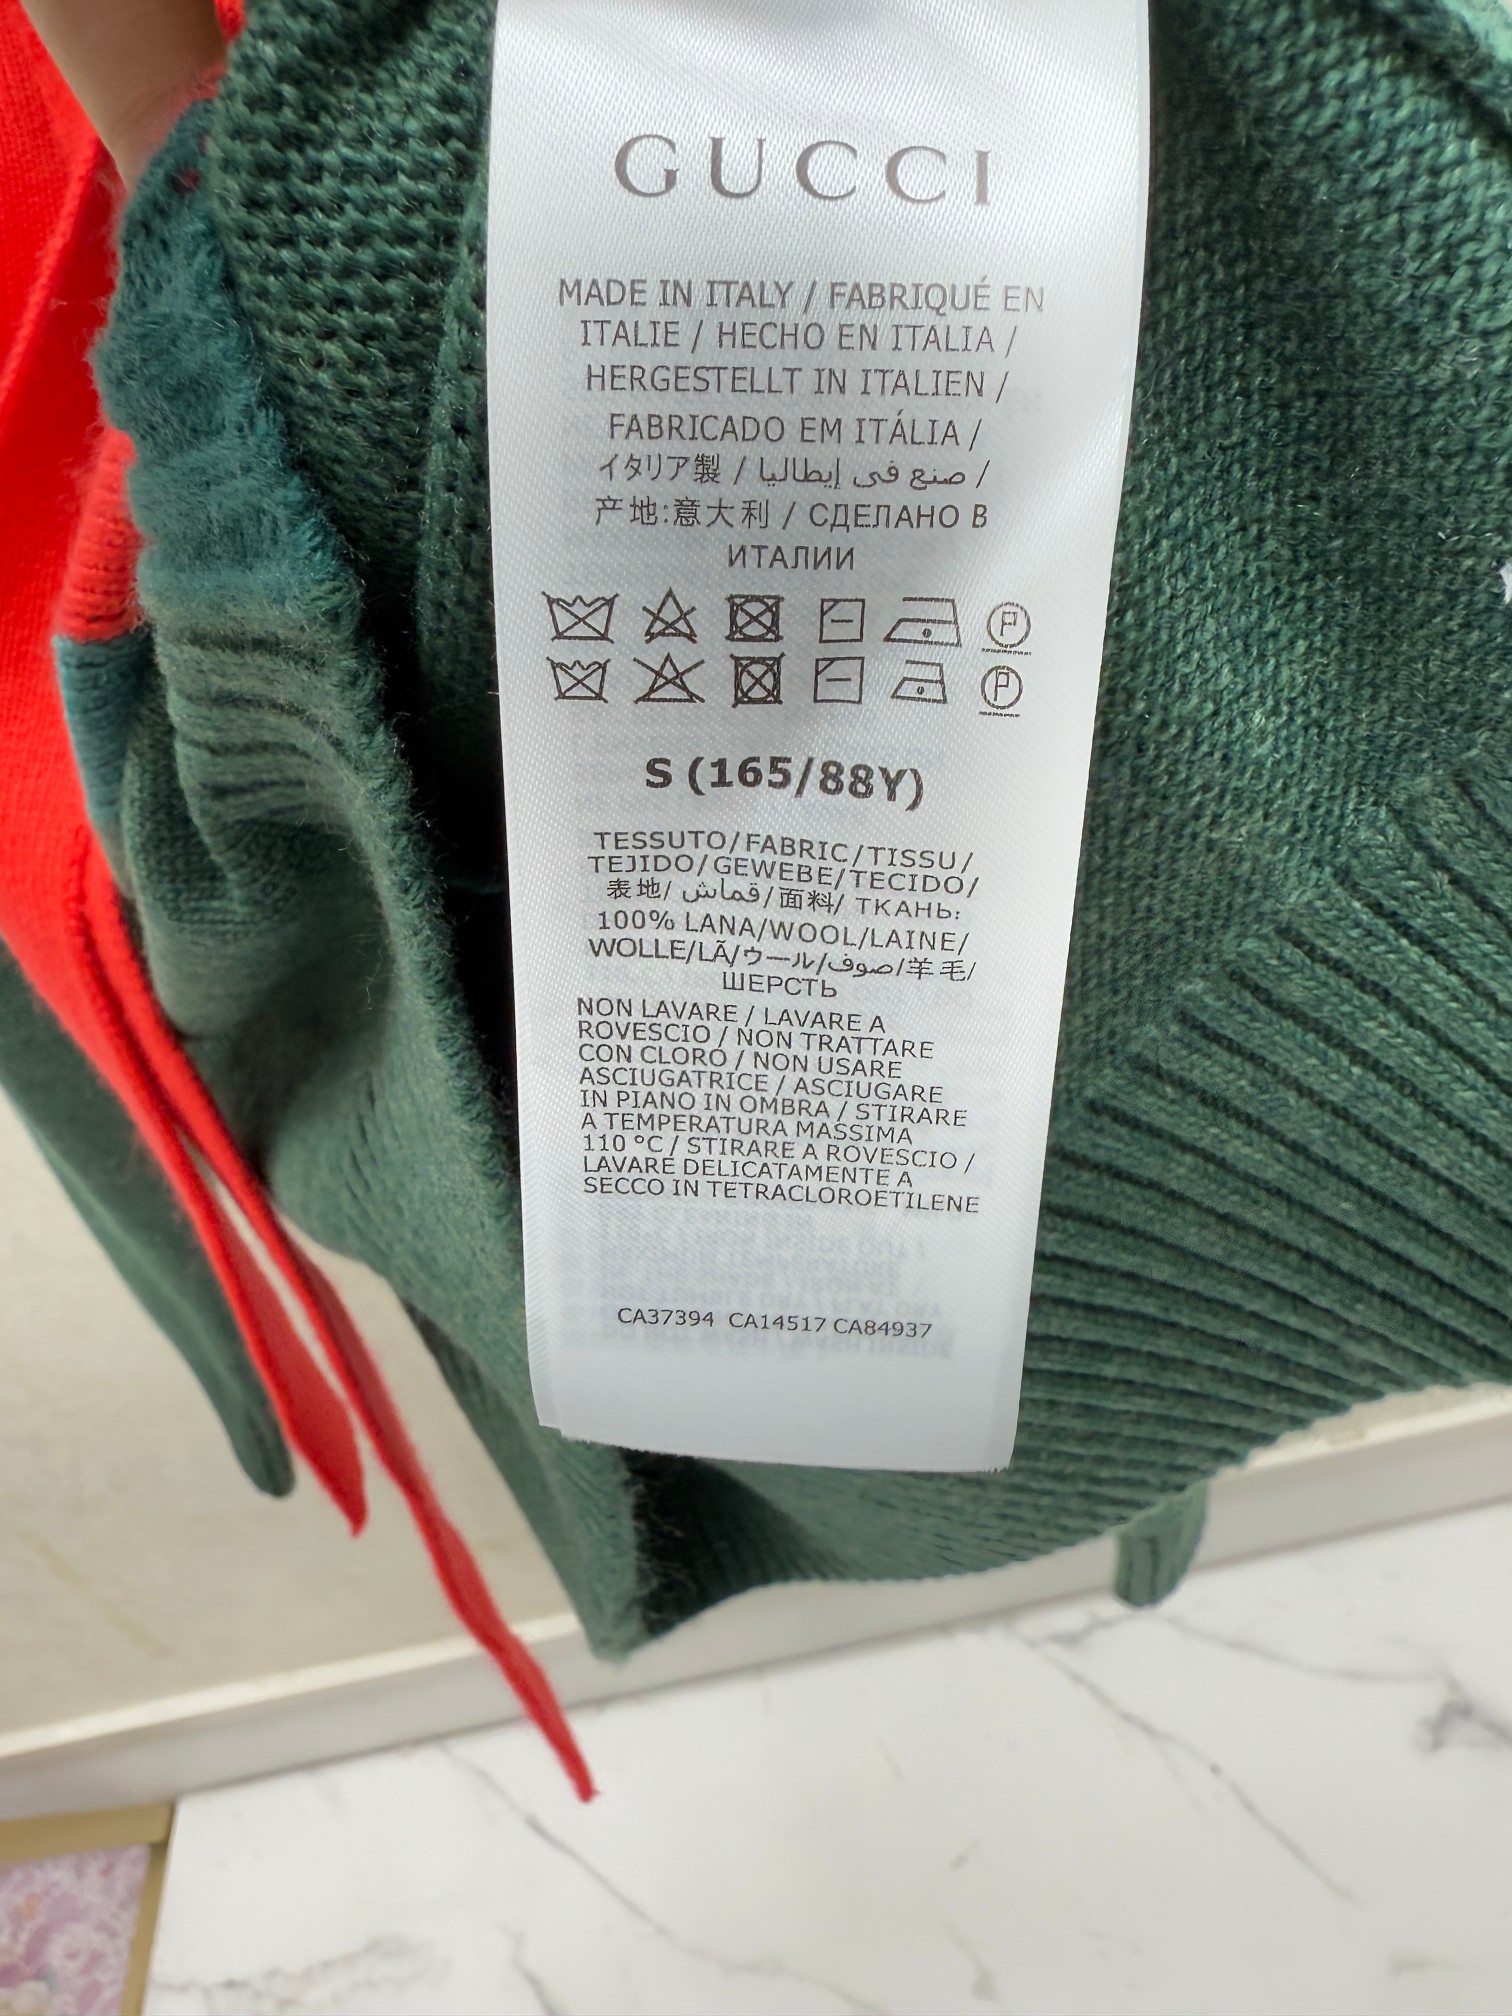 GUCCI
MADE IN ITALY / FABRIQUÉ EN
ITALIE / HECHO EN ITALIA /
HERGESTELLT IN ITALIEN /
FABRICADO EM ITÁLIA /
イタリア製 / صنع في إيطاليا /
产地:意大利 / СДЕЛАНО В
ИТАЛИИ
S (165/88Y)
TESSUTO/FABRIC/TISSU/
TEJIDO/GEWEBE/TECIDO/
表地/ قماش/面料/ ТКАНЬ:
100% LANA/WOOL/LAINE/
WOLLE/LÃ/ウール/صوف/羊毛/
ШЕРСТЬ
NON LAVARE / LAVARE A
ROVESCIO / NON TRATTARE
CON CLORO / NON USARE
ASCIUGATRICE / ASCIUGARE
IN PIANO IN OMBRA / STIRARE
A TEMPERATURA MASSIMA
110 °C / STIRARE A ROVESCIO /
LAVARE DELICATAMENTE A
SECCO IN TETRACLOROETILENE
CA37394 CA14517 CA84937